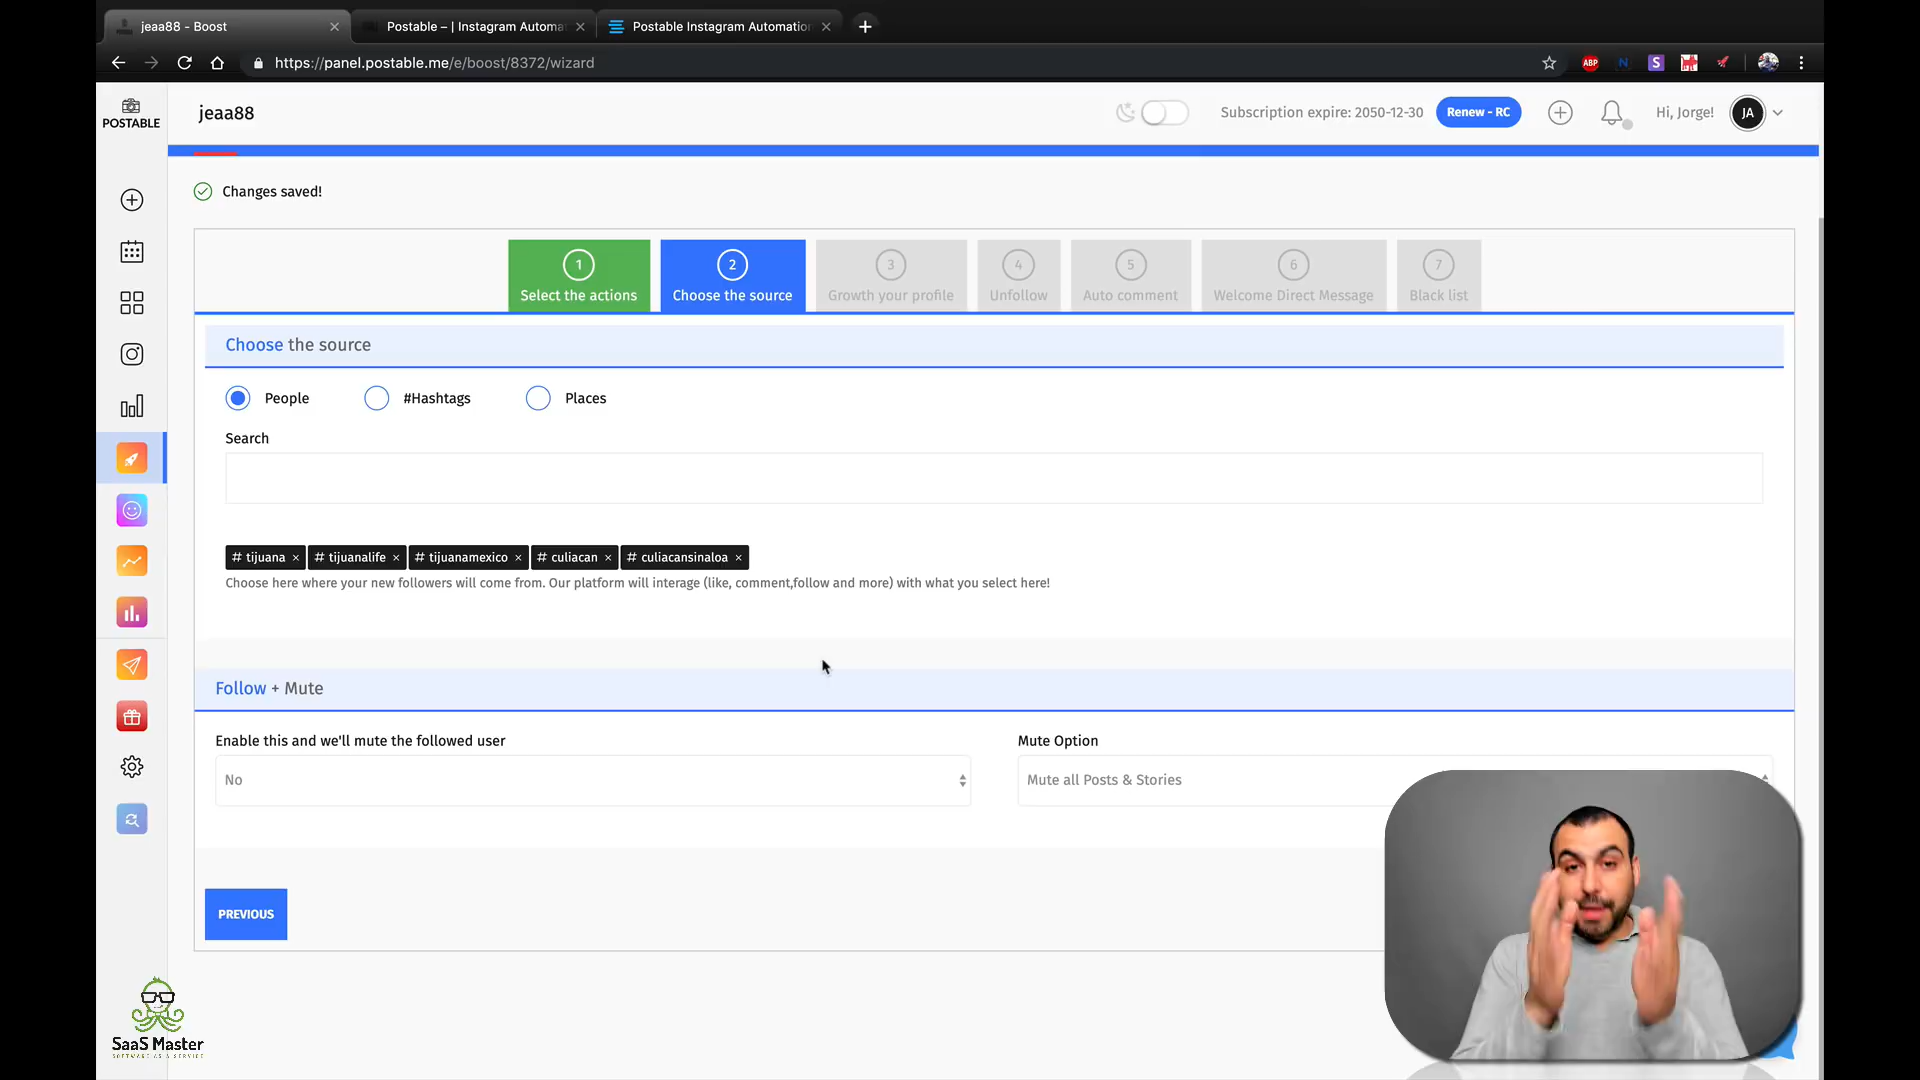 jeaa88 - Boost
Postable – | Instagram Automa
Postable Instagram Automation
https://panel.postable.me/e/boost/8372/wizard
ABP
N
S
POSTABLE
jeaa88
Subscription expire: 2050-12-30
Renew - RC
Hi, Jorge!
JA
Changes saved!
1
Select the actions
2
Choose the source
3
Growth your profile
4
Unfollow
5
Auto comment
6
Welcome Direct Message
7
Black list
Choose the source
People
#Hashtags
Places
Search
# tijuana ×
# tijuanalife ×
# tijuanamexico ×
# culiacan ×
# culiacansinaloa ×
Choose here where your new followers will come from. Our platform will interage (like, comment,follow and more) with what you select here!
Follow + Mute
Enable this and we'll mute the followed user
Mute Option
No
Mute all Posts & Stories
PREVIOUS
SaaS Master
SOFTWARE AS A SERVICE